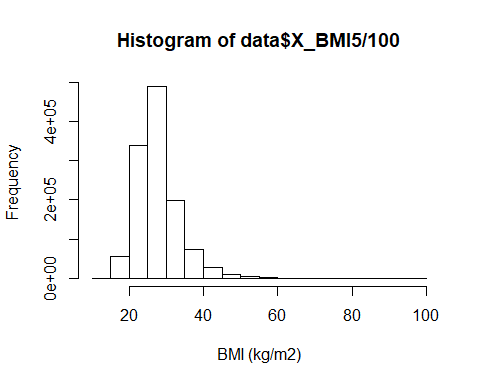 Histogram of data$X_BMI5/100
Frequency
0e+00
2e+05
4e+05
20
40
60
80
100
BMI (kg/m2)